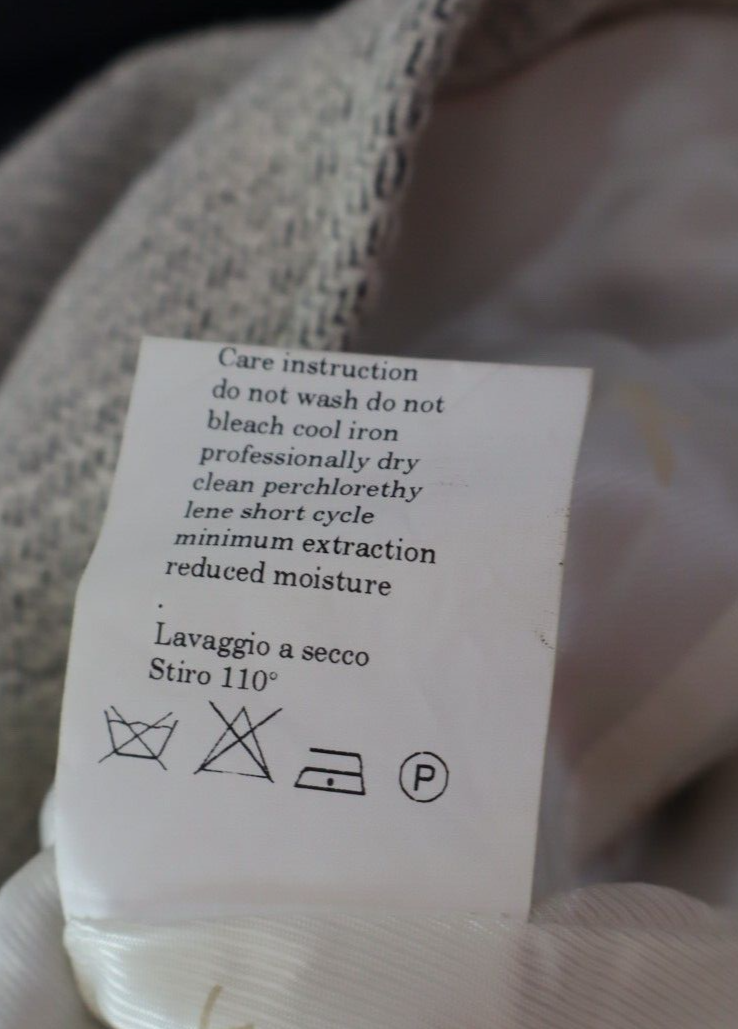 Care instruction
do not wash do not
bleach cool iron
professionally dry
clean perchlorethy
lene short cycle
minimum extraction
reduced moisture
.
Lavaggio a secco
Stiro 110°
P